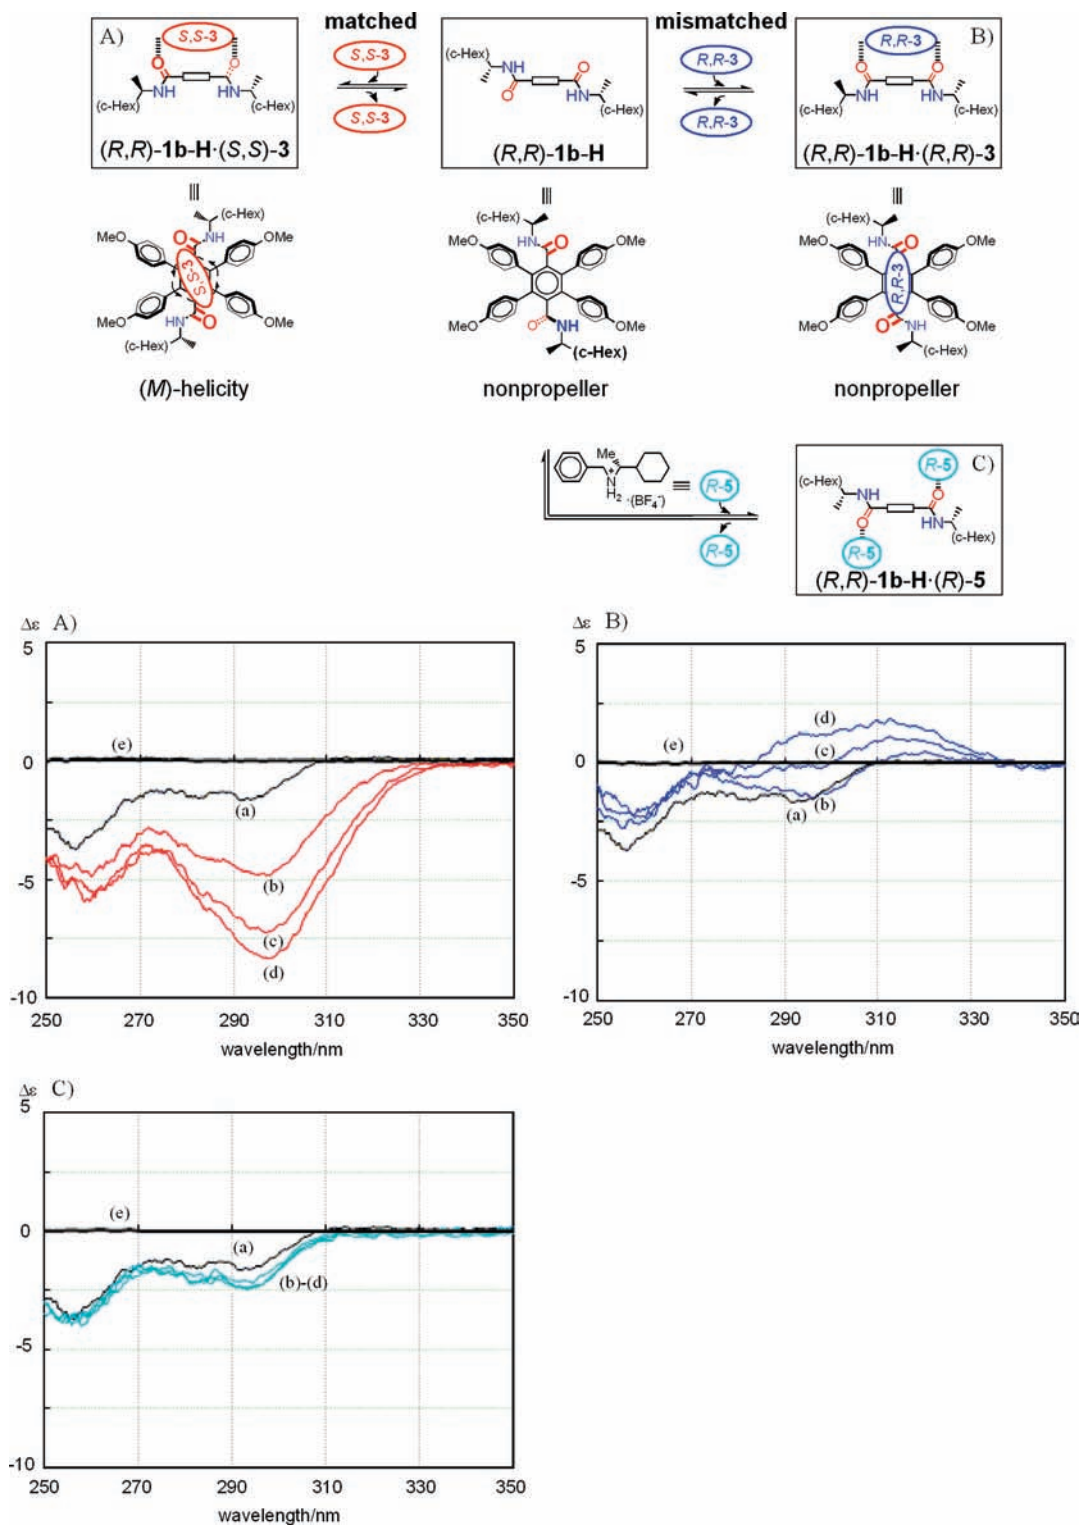 A)
S,S-3
O
O
NH
HN
(c-Hex)
(c-Hex)
(R,R)-1b-H·(S,S)-3
matched
S,S-3
S,S-3
(c-Hex)
NH
O
O
HN
(c-Hex)
(R,R)-1b-H
mismatched
R,R-3
R,R-3
B)
R,R-3
O
O
NH
HN
(c-Hex)
(c-Hex)
(R,R)-1b-H·(R,R)-3
(c-Hex)
HN
O
MeO
OMe
S,S-3
MeO
OMe
NH
O
(c-Hex)
(M)-helicity
(c-Hex)
HN
O
MeO
OMe
MeO
OMe
O
NH
(c-Hex)
nonpropeller
(c-Hex)
HN
O
MeO
OMe
R,R-3
MeO
OMe
O
NH
(c-Hex)
nonpropeller
Me
N
+
H2
·(BF4−)
R-5
R-5
C)
R-5
(c-Hex)
NH
O
O
HN
(c-Hex)
R-5
(R,R)-1b-H·(R)-5
Δε A)
5
0
-5
-10
(e)
(a)
(b)
(c)
(d)
250 270 290 310 330 350
wavelength/nm
Δε B)
5
0
-5
-10
(d)
(e)
(c)
(a)
(b)
250 270 290 310 330 350
wavelength/nm
Δε C)
5
0
-5
-10
(e)
(a)
(b)-(d)
250 270 290 310 330 350
wavelength/nm